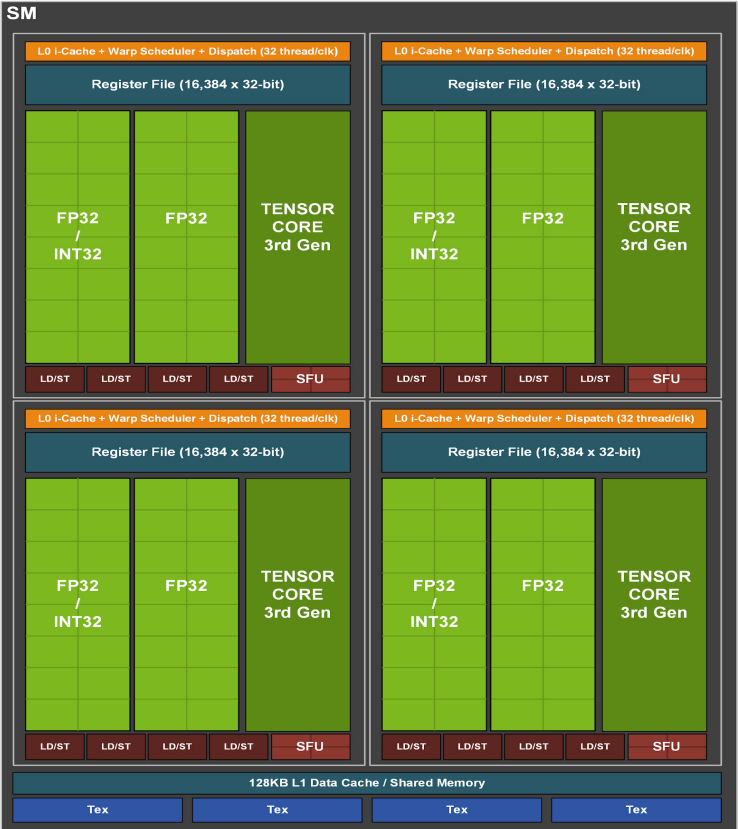 SM
L0 i-Cache + Warp Scheduler + Dispatch (32 thread/clk)
Register File (16,384 x 32-bit)
FP32
/
INT32
FP32
TENSOR
CORE
3rd Gen
LD/ST
LD/ST
LD/ST
LD/ST
SFU
L0 i-Cache + Warp Scheduler + Dispatch (32 thread/clk)
Register File (16,384 x 32-bit)
FP32
/
INT32
FP32
TENSOR
CORE
3rd Gen
LD/ST
LD/ST
LD/ST
LD/ST
SFU
L0 i-Cache + Warp Scheduler + Dispatch (32 thread/clk)
Register File (16,384 x 32-bit)
FP32
/
INT32
FP32
TENSOR
CORE
3rd Gen
LD/ST
LD/ST
LD/ST
LD/ST
SFU
L0 i-Cache + Warp Scheduler + Dispatch (32 thread/clk)
Register File (16,384 x 32-bit)
FP32
/
INT32
FP32
TENSOR
CORE
3rd Gen
LD/ST
LD/ST
LD/ST
LD/ST
SFU
128KB L1 Data Cache / Shared Memory
Tex
Tex
Tex
Tex